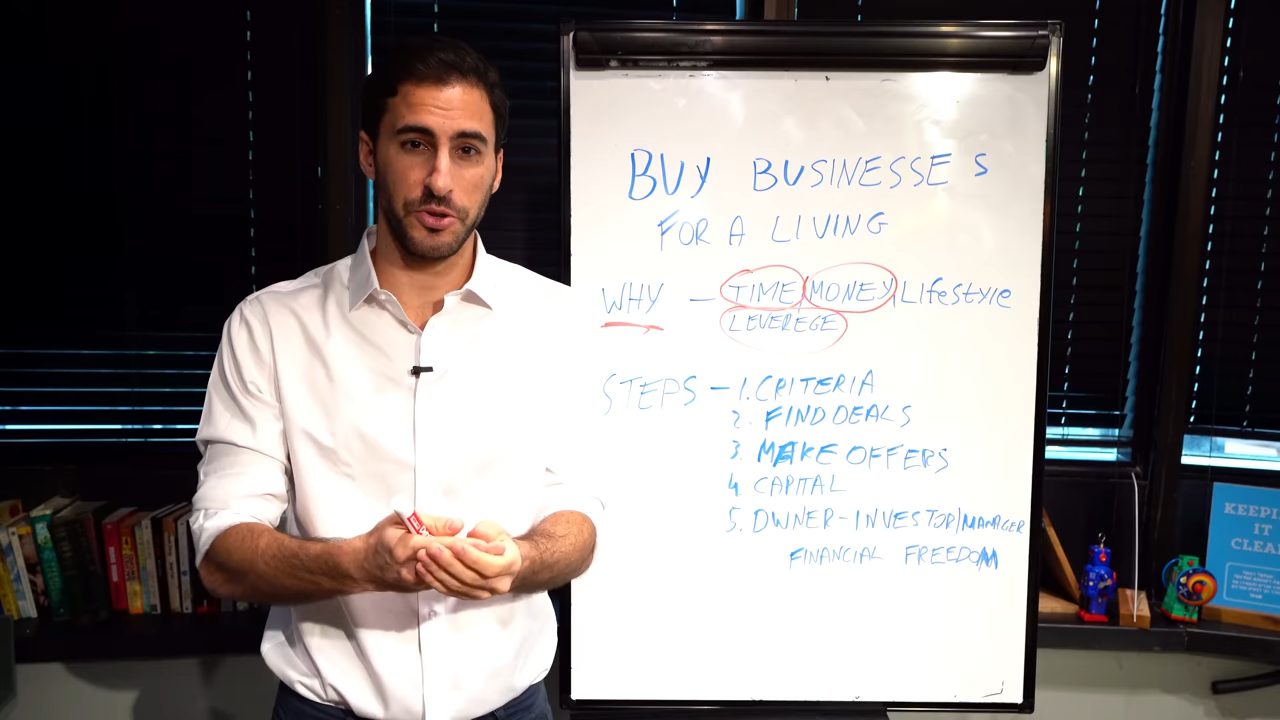 BUY BUSINESSES
FOR A LIVING
WHY – TIME/MONEY/Lifestyle
LEVEREGE
STEPS – 1. CRITERIA
2. FIND DEALS
3. MAKE OFFERS
4. CAPITAL
5. OWNER-INVESTOR/MANAGER
FINANCIAL FREEDOM
KEEPI
IT
CLEA